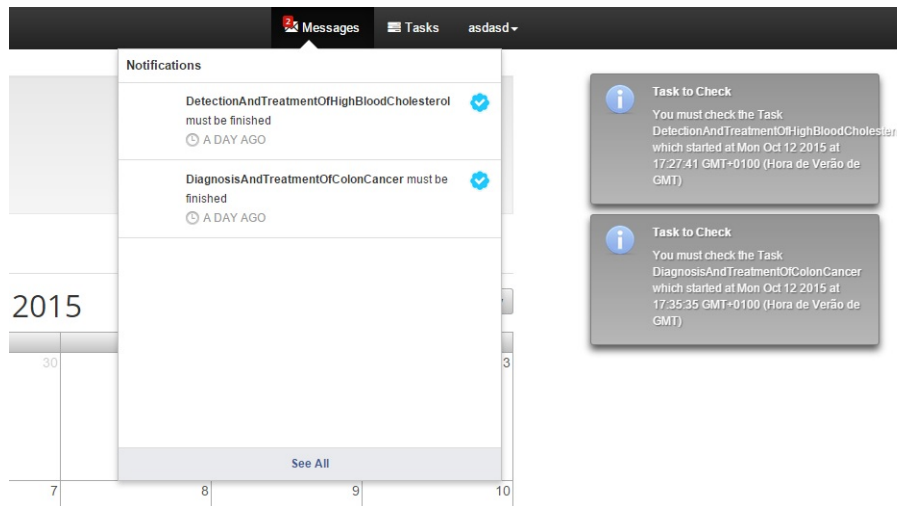 2
Messages
Tasks
asdasd
Notifications
DetectionAndTreatmentOfHighBloodCholesterol
must be finished
A DAY AGO
DiagnosisAndTreatmentOfColonCancer must be
finished
A DAY AGO
See All
Task to Check
You must check the Task
DetectionAndTreatmentOfHighBloodCholester
which started at Mon Oct 12 2015 at
17:27:41 GMT+0100 (Hora de Verão de
GMT)
Task to Check
You must check the Task
DiagnosisAndTreatmentOfColonCancer
which started at Mon Oct 12 2015 at
17:35:35 GMT+0100 (Hora de Verão de
GMT)
2015
30
3
7
8
9
10